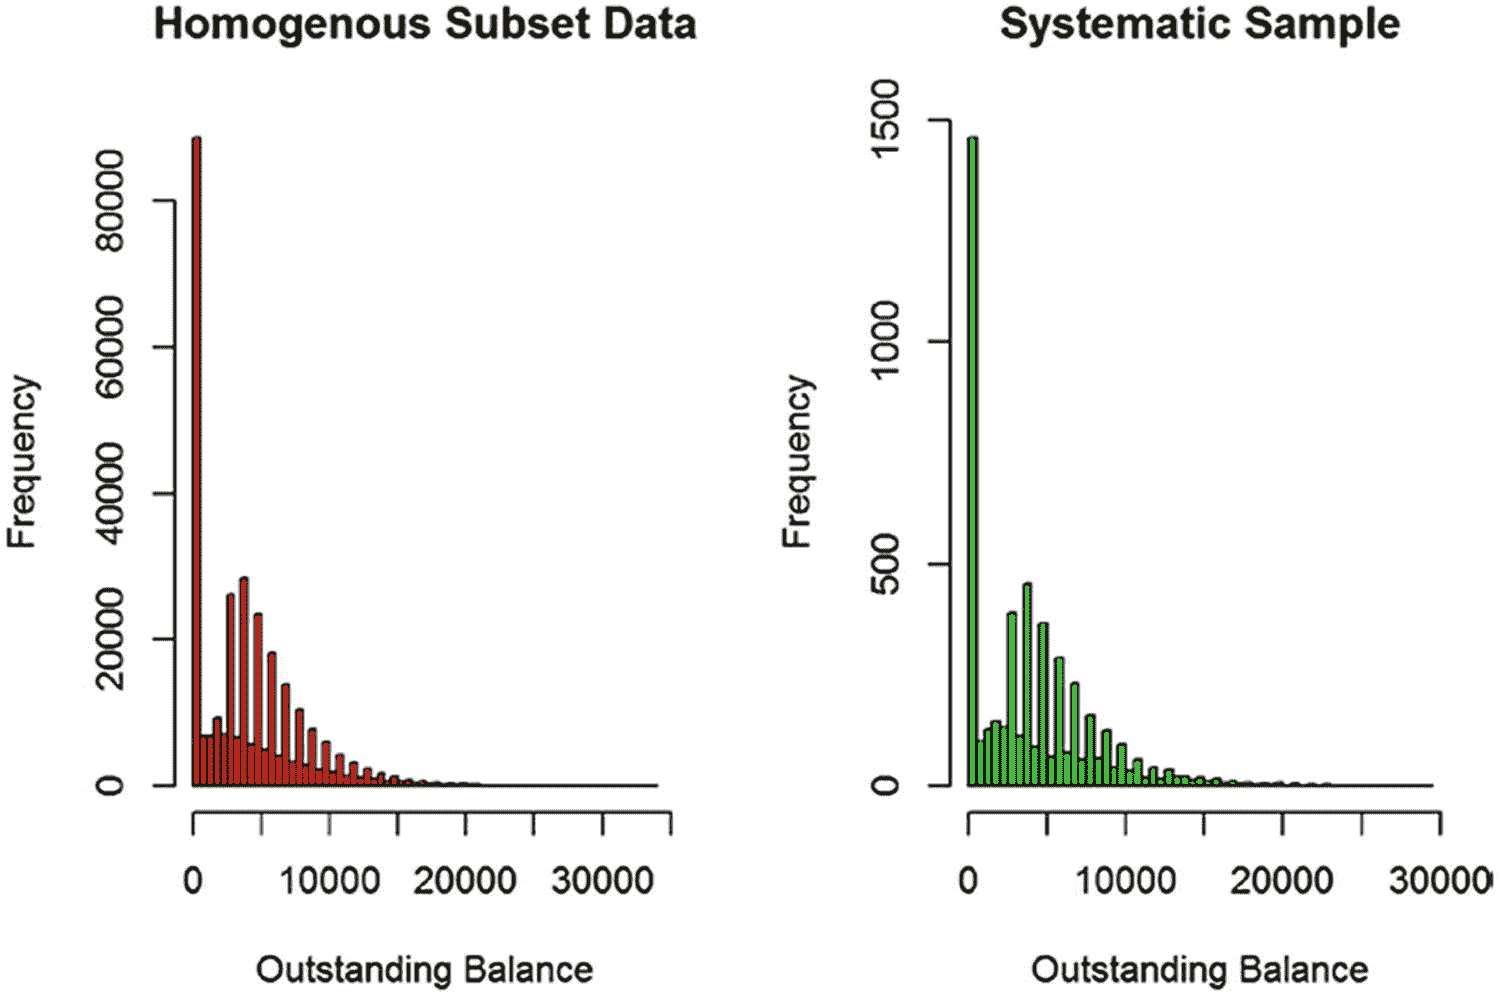 Homogenous Subset Data
Frequency
80000
60000
40000
20000
0
0 10000 20000 30000
Outstanding Balance
Systematic Sample
Frequency
1500
1000
500
0
0 10000 20000 30000
Outstanding Balance